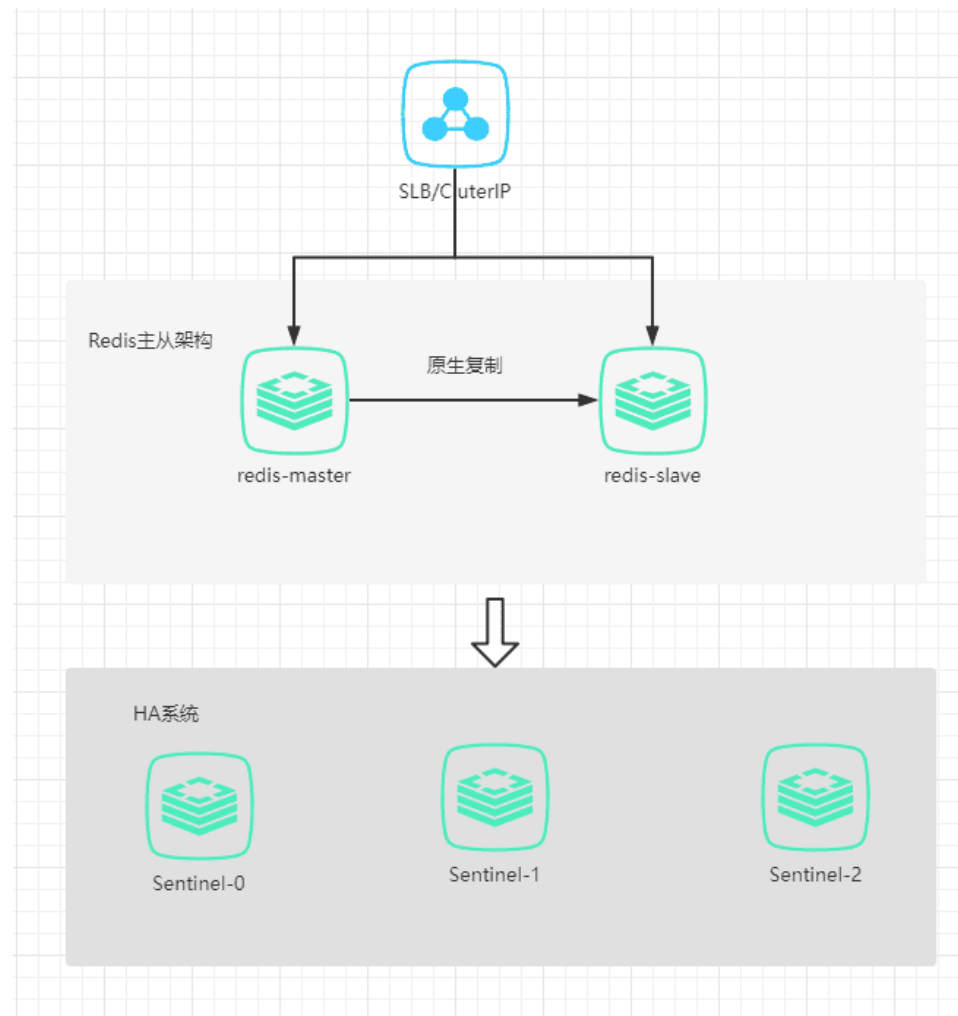 SLB/CluterIP
Redis主从架构
原生复制
redis-master
redis-slave
HA系统
Sentinel-0
Sentinel-1
Sentinel-2